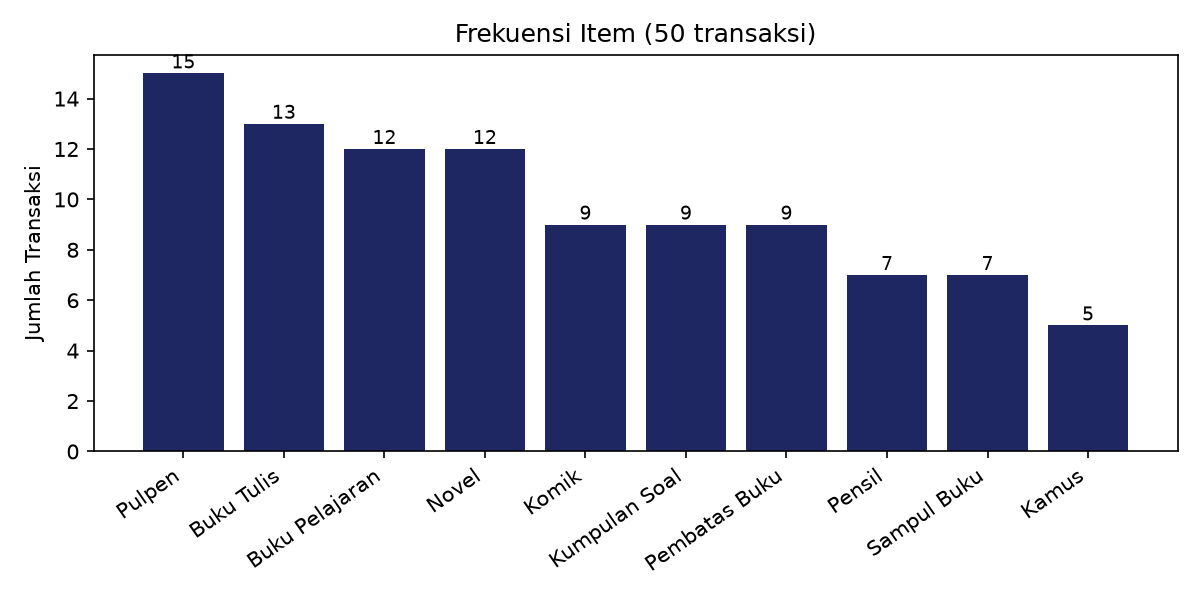 Frekuensi Item (50 transaksi)
Jumlah Transaksi
14
12
10
8
6
4
2
0
15
13
12
12
9
9
9
7
7
5
Pulpen
Buku Tulis
Buku Pelajaran
Novel
Komik
Kumpulan Soal
Pembatas Buku
Pensil
Sampul Buku
Kamus